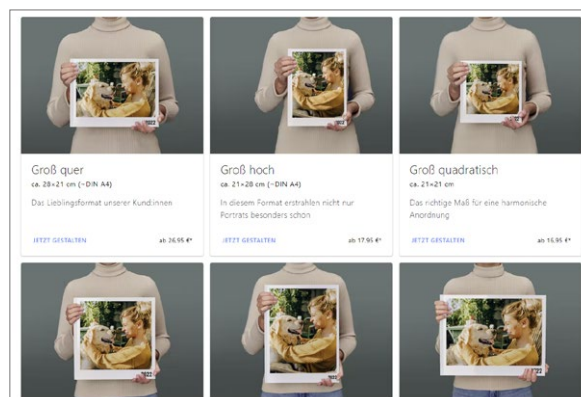 Groß quer
ca. 28×21 cm (~DIN A4)
Das Lieblingsformat unserer Kund:innen
JETZT GESTALTEN
ab 26,95 €*
Groß hoch
ca. 21×28 cm (~DIN A4)
In diesem Format erstrahlen nicht nur
Porträts besonders schön
JETZT GESTALTEN
ab 17,95 €*
Groß quadratisch
ca. 21×21 cm
Das richtige Maß für eine harmonische
Anordnung
JETZT GESTALTEN
ab 16,95 €*
2022
2022
2022